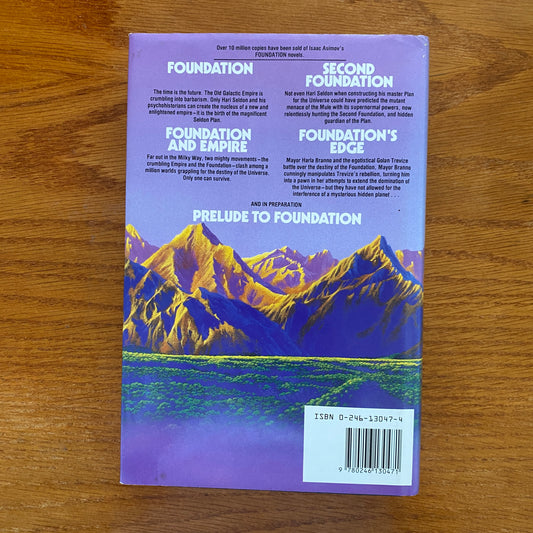 Over 10 million copies have been sold of Isaac Asimov's
FOUNDATION novels.
FOUNDATION
The time is the future. The Old Galactic Empire is
crumbling into barbarism. Only Hari Seldon and his
psychohistorians can create the nucleus of a new and
enlightened empire – it is the birth of the magnificent
Seldon Plan.
SECOND
FOUNDATION
Not even Hari Seldon when constructing his master Plan
for the Universe could have predicted the mutant
menace of the Mule with its supernormal powers, now
relentlessly hunting the Second Foundation, and hidden
guardian of the Plan.
FOUNDATION
AND EMPIRE
Far out in the Milky Way, two mighty movements – the
crumbling Empire and the Foundation – clash among a
million worlds grappling for the destiny of the Universe.
Only one can survive.
FOUNDATION'S
EDGE
Mayor Harla Branno and the egotistical Golan Trevize
battle over the destiny of the Foundation. Mayor Branno
cunningly manipulates Trevize's rebellion, turning him
into a pawn in her attempts to extend the domination of
the Universe – but they have not allowed for the
interference of a mysterious hidden planet . . .
AND IN PREPARATION
PRELUDE TO FOUNDATION
ISBN 0-246-13047-4
9 780246 130471